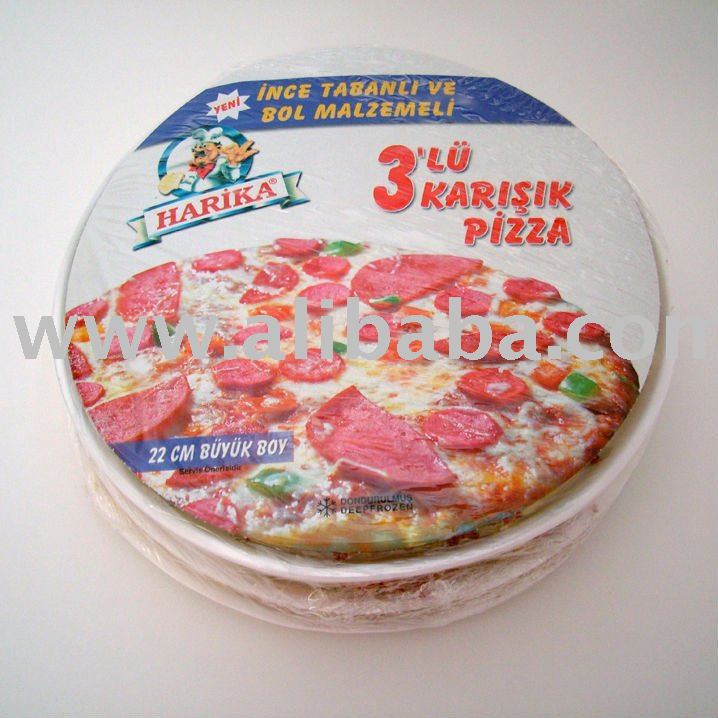 YENİ
İNCE TABANLI VE
BOL MALZEMELİ
HARİKA®
3'LÜ
KARIŞIK
PİZZA
www.alibaba.com
22 CM BÜYÜK BOY
Servis Önerisidir
DONDURULMUŞ
DEEPFROZEN